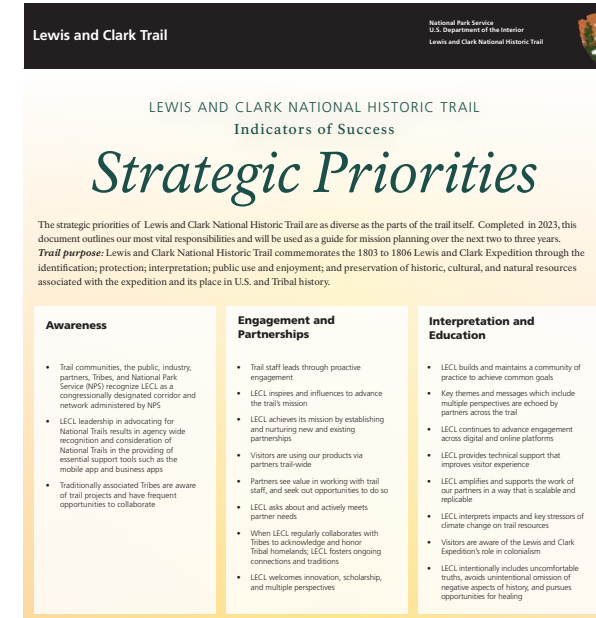 Lewis and Clark Trail
National Park Service
U.S. Department of the Interior
Lewis and Clark National Historic Trail
LEWIS AND CLARK NATIONAL HISTORIC TRAIL
Indicators of Success
Strategic Priorities
The strategic priorities of Lewis and Clark National Historic Trail are as diverse as the parts of the trail itself. Completed in 2023, this
document outlines our most vital responsibilities and will be used as a guide for mission planning over the next two to three years.
Trail purpose: Lewis and Clark National Historic Trail commemorates the 1803 to 1806 Lewis and Clark Expedition through the
identification; protection; interpretation; public use and enjoyment; and preservation of historic, cultural, and natural resources
associated with the expedition and its place in U.S. and Tribal history.
Awareness
• Trail communities, the public, industry,
partners, Tribes, and National Park
Service (NPS) recognize LECL as a
congressionally designated corridor and
network administered by NPS
• LECL leadership in advocating for
National Trails results in agency wide
recognition and consideration of
National Trails in the providing of
essential support tools such as the
mobile app and business apps
• Traditionally associated Tribes are aware
of trail projects and have frequent
opportunities to collaborate
Engagement and
Partnerships
• Trail staff leads through proactive
engagement
• LECL inspires and influences to advance
the trail's mission
• LECL achieves its mission by establishing
and nurturing new and existing
partnerships
• Visitors are using our products via
partners trail-wide
• Partners see value in working with trail
staff, and seek out opportunities to do so
• LECL asks about and actively meets
partner needs
• When LECL regularly collaborates with
Tribes to acknowledge and honor
Tribal homelands; LECL fosters ongoing
connections and traditions
• LECL welcomes innovation, scholarship,
and multiple perspectives
Interpretation and
Education
• LECL builds and maintains a community of
practice to achieve common goals
• Key themes and messages which include
multiple perspectives are echoed by
partners across the trail
• LECL continues to advance engagement
across digital and online platforms
• LECL provides technical support that
improves visitor experience
• LECL amplifies and supports the work of
our partners in a way that is scalable and
replicable
• LECL interprets impacts and key stressors of
climate change on trail resources
• Visitors are aware of the Lewis and Clark
Expedition's role in colonialism
• LECL intentionally includes uncomfortable
truths, avoids unintentional omission of
negative aspects of history, and pursues
opportunities for healing